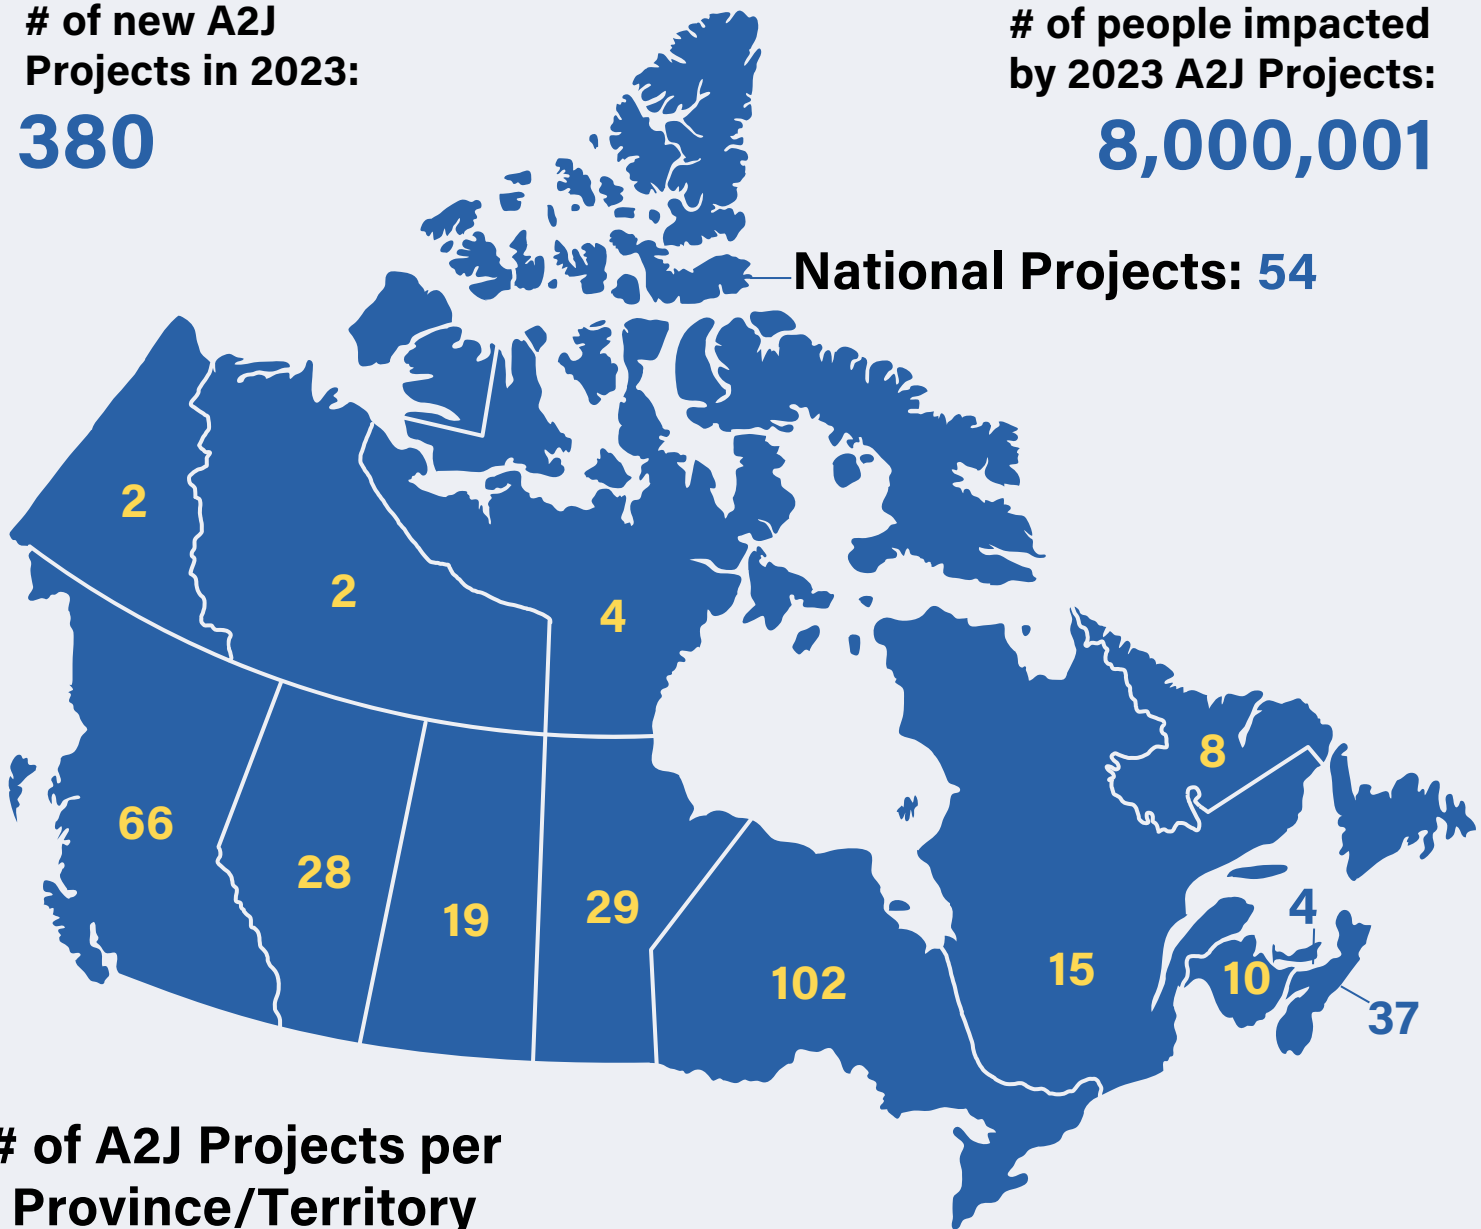 # of new A2J
Projects in 2023:
380
# of people impacted
by 2023 A2J Projects:
8,000,001
National Projects: 54
2
2
4
8
66
28
19
29
102
15
10
4
37
# of A2J Projects per
Province/Territory